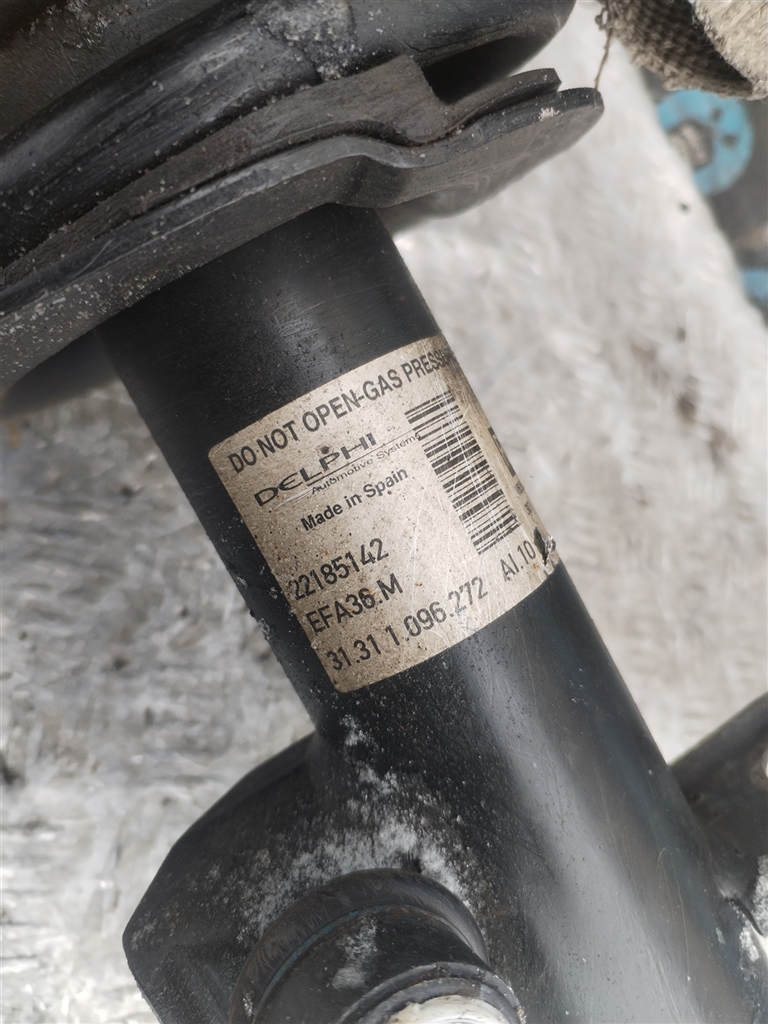 DO NOT OPEN-GAS
DELPHI
Automotive Systems
Made in Spain
22185142
EFA36.M
31.31 1.096.272 AI.10